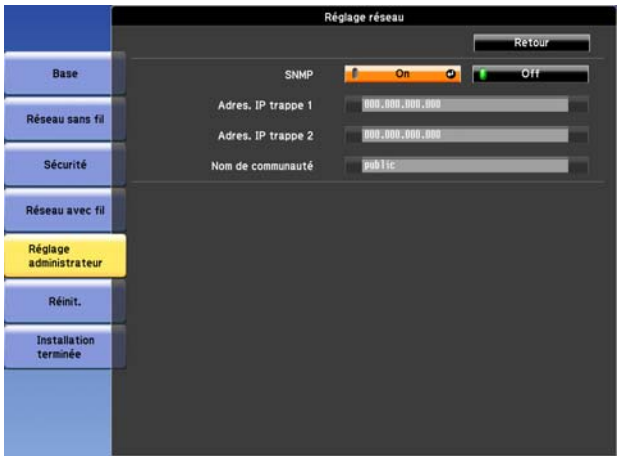 Réglage réseau
Retour
Base
Réseau sans fil
Sécurité
Réseau avec fil
Réglage
administrateur
Réinit.
Installation
terminée
SNMP On Off
Adres. IP trappe 1 000.000.000.000
Adres. IP trappe 2 000.000.000.000
Nom de communauté public